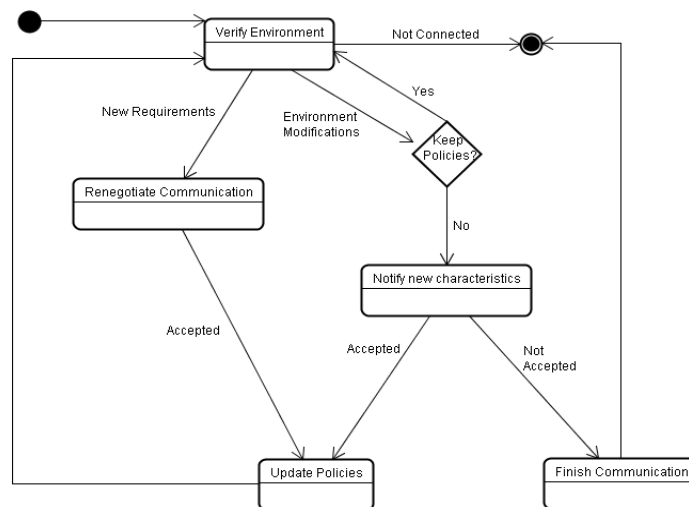 Verify Environment
Not Connected
Yes
New Requirements
Environment
Modifications
Keep
Policies?
Renegotiate Communication
No
Notify new characteristics
Accepted
Accepted
Not
Accepted
Update Policies
Finish Communication